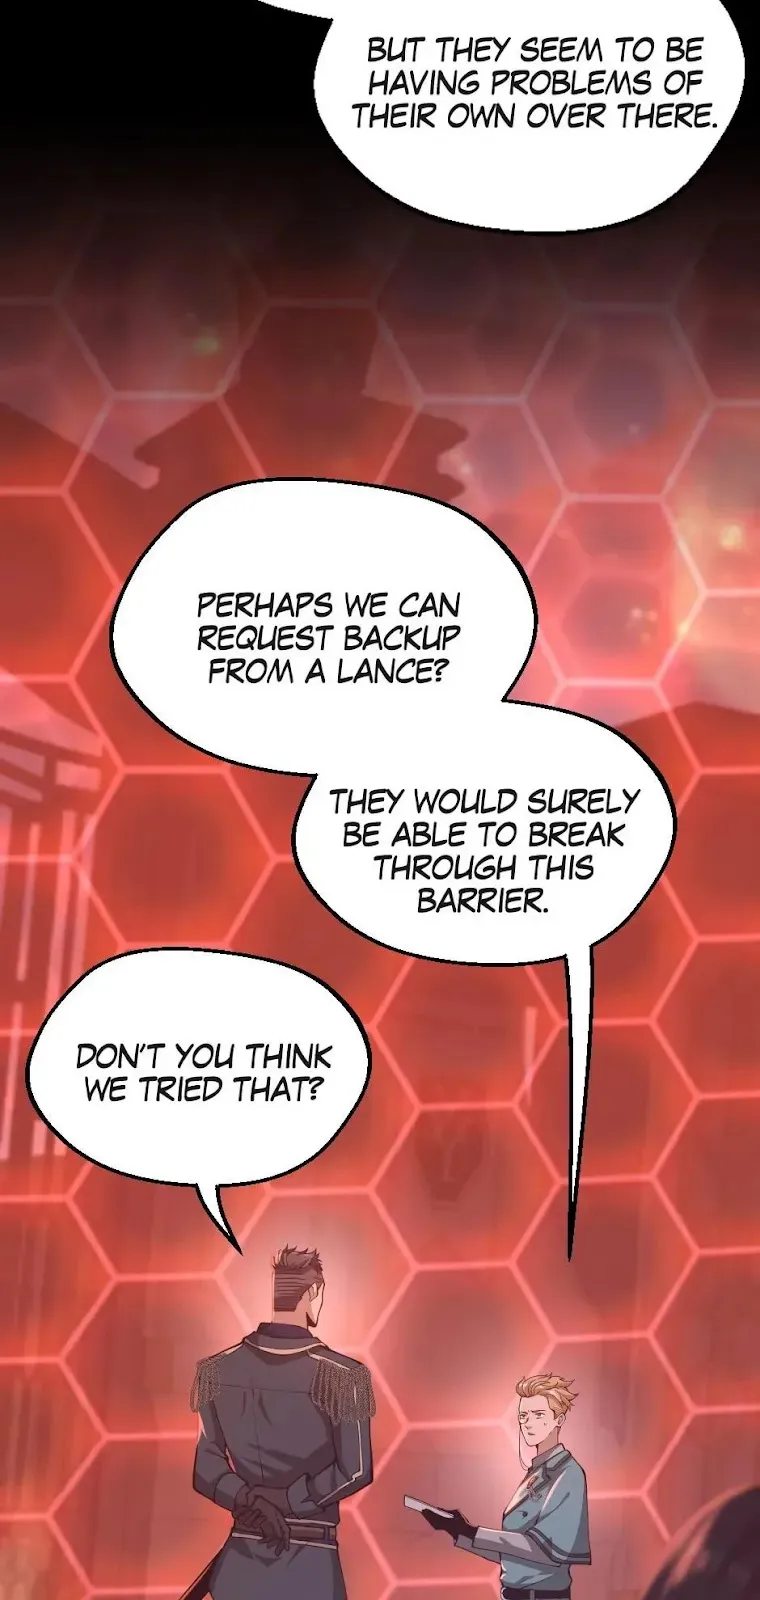 BUT THEY SEEM TO BE
HAVING PROBLEMS OF
THEIR OWN OVER THERE.
PERHAPS WE CAN
REQUEST BACKUP
FROM A LANCE?
THEY WOULD SURELY
BE ABLE TO BREAK
THROUGH THIS
BARRIER.
DON'T YOU THINK
WE TRIED THAT?